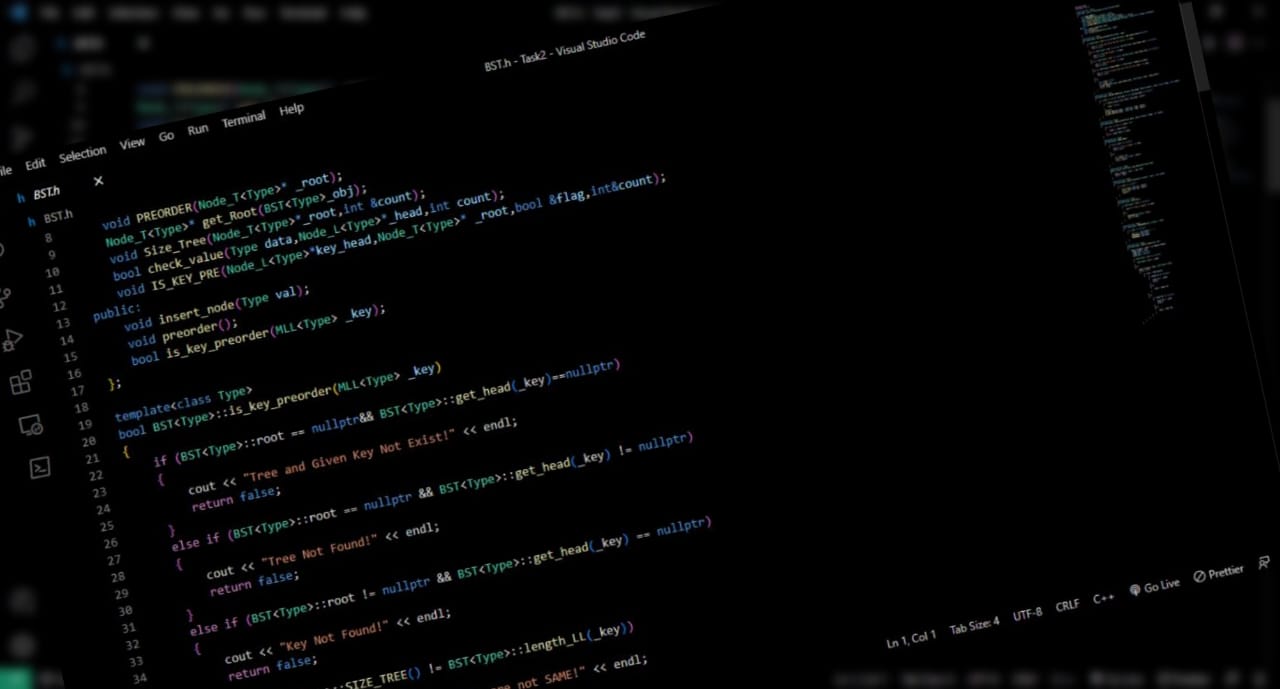 BST.h - Task2 - Visual Studio Code
Edit Selection View Go Run Terminal Help
BST.h
BST.h
8 void PREORDER(Node_T<Type>* _root);
9 Node_T<Type>* get_Root(BST<Type>_obj);
10 void Size_Tree(Node_T<Type>*_root,int &count);
11 bool check_value(Type data,Node_L<Type>*_head,int count);
12 void IS_KEY_PRE(Node_L<Type>*key_head,Node_T<Type>* _root,bool &flag,int&count);
13 public:
14 void insert_node(Type val);
15 void preorder();
16 bool is_key_preorder(MLL<Type> _key);
17 };
18
19 template<class Type>
20 bool BST<Type>::is_key_preorder(MLL<Type> _key)
21 {
22 if (BST<Type>::root == nullptr&& BST<Type>::get_head(_key)==nullptr)
23 {
24 cout << "Tree and Given Key Not Exist!" << endl;
25 return false;
26 }
27 else if (BST<Type>::root == nullptr && BST<Type>::get_head(_key) != nullptr)
28 {
29 cout << "Tree Not Found!" << endl;
30 return false;
31 }
32 else if (BST<Type>::root != nullptr && BST<Type>::get_head(_key) == nullptr)
33 {
34 cout << "Key Not Found!" << endl;
return false;
::SIZE_TREE() != BST<Type>::length_LL(_key))
not SAME!" << endl;
Ln 1, Col 1 Tab Size: 4 UTF-8 CRLF C++ Go Live Prettier